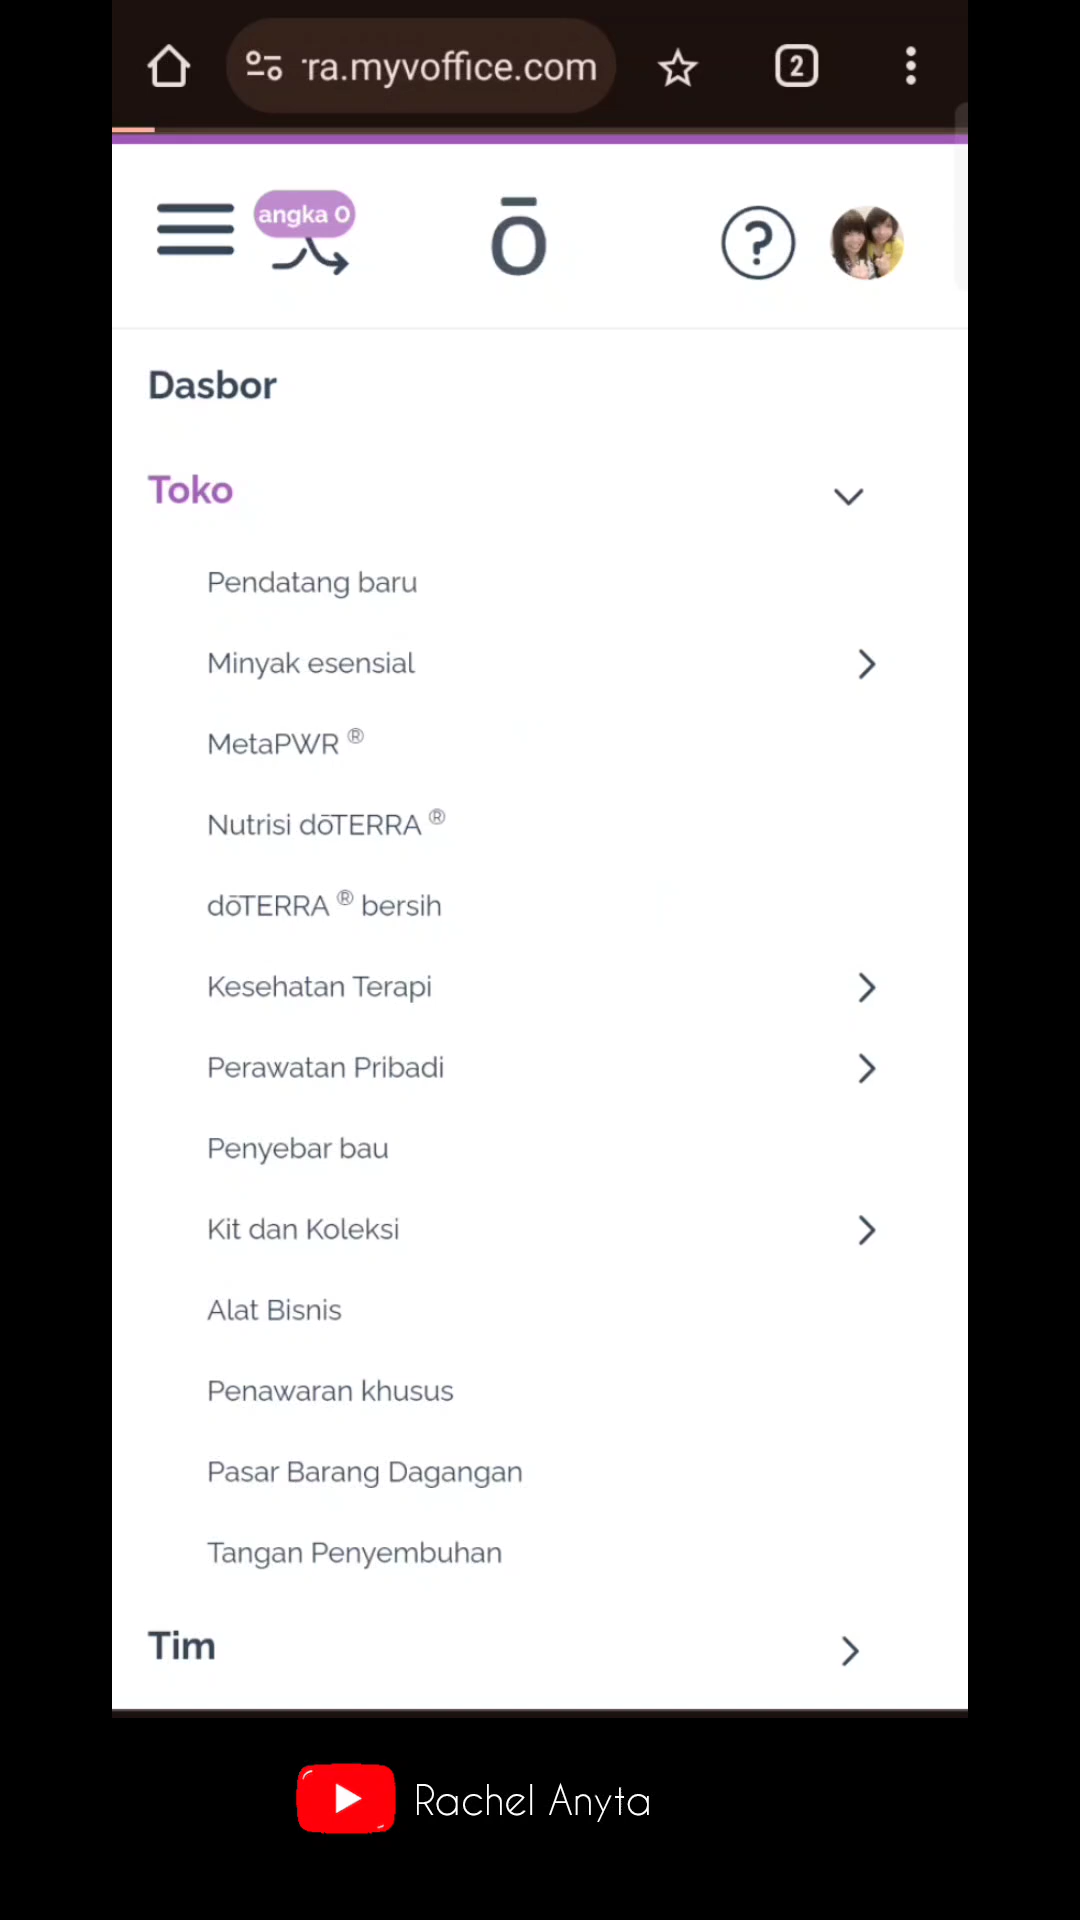 ra.myvoffice.com
2
angka 0
ō
?
Dasbor
Toko
Pendatang baru
Minyak esensial
MetaPWR ®
Nutrisi dōTERRA ®
dōTERRA ® bersih
Kesehatan Terapi
Perawatan Pribadi
Penyebar bau
Kit dan Koleksi
Alat Bisnis
Penawaran khusus
Pasar Barang Dagangan
Tangan Penyembuhan
Tim
Rachel Anyta